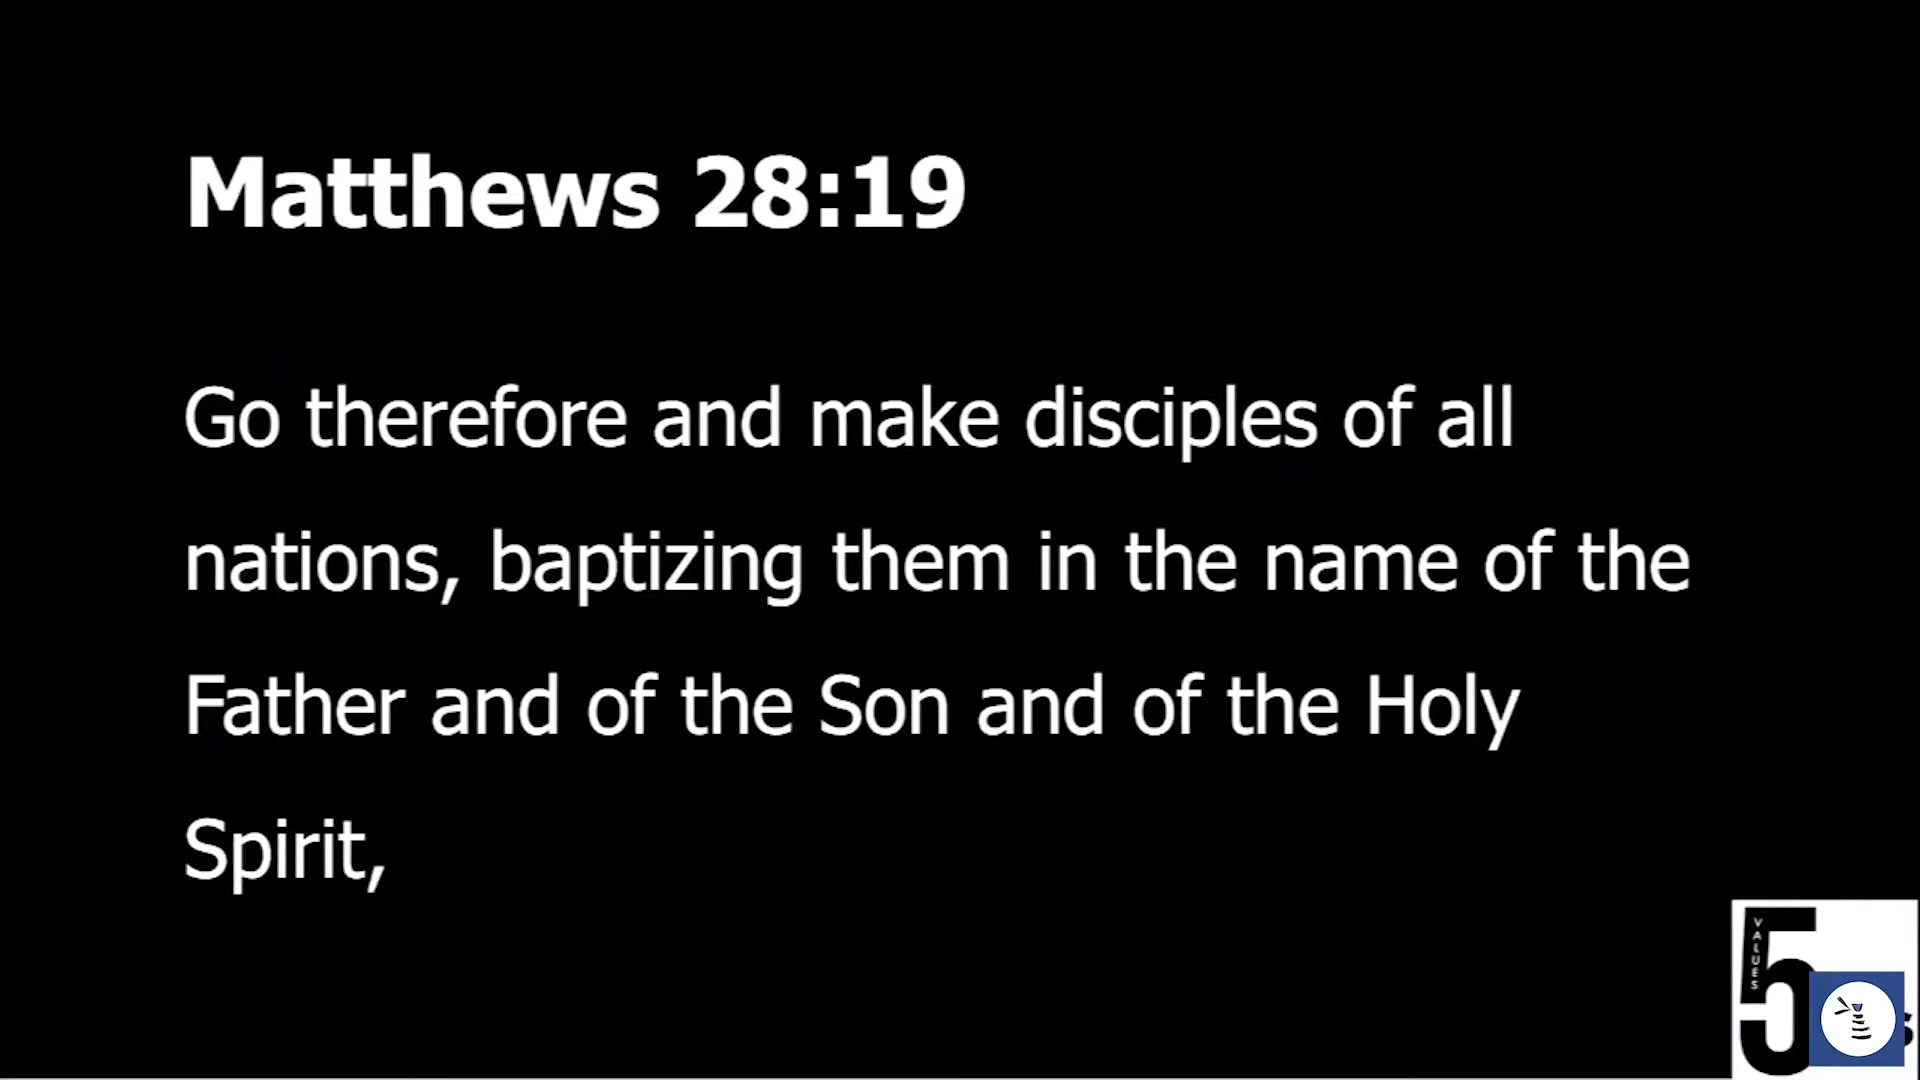 Matthews 28:19
Go therefore and make disciples of all
nations, baptizing them in the name of the
Father and of the Son and of the Holy
Spirit,
VALUES
5